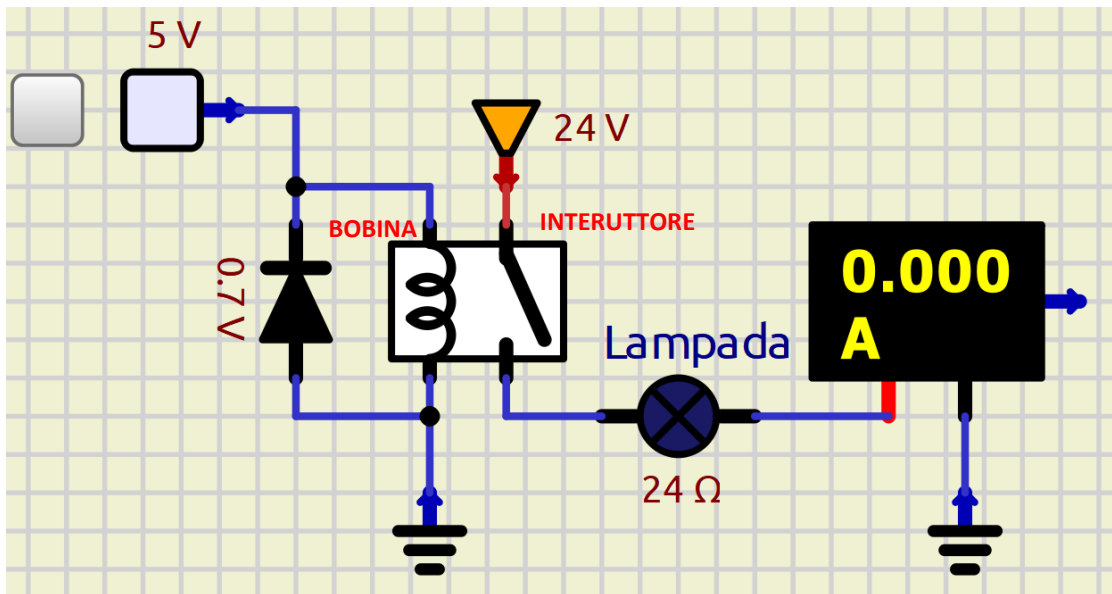 5 V
24 V
BOBINA
INTERUTTORE
0.7 V
0.000
A
Lampada
24 Ω